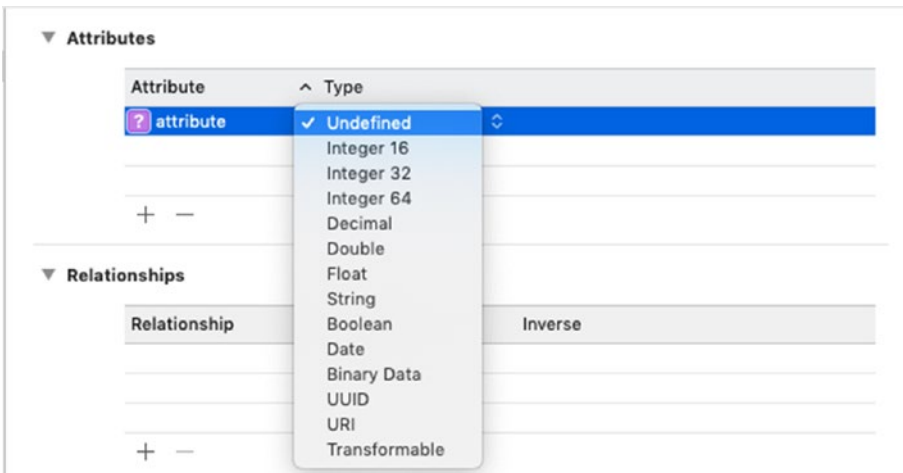 Attributes
Attribute Type
? attribute Undefined
Integer 16
Integer 32
Integer 64
Decimal
Double
Float
String
Boolean
Date
Binary Data
UUID
URI
Transformable
Relationships
Relationship Inverse